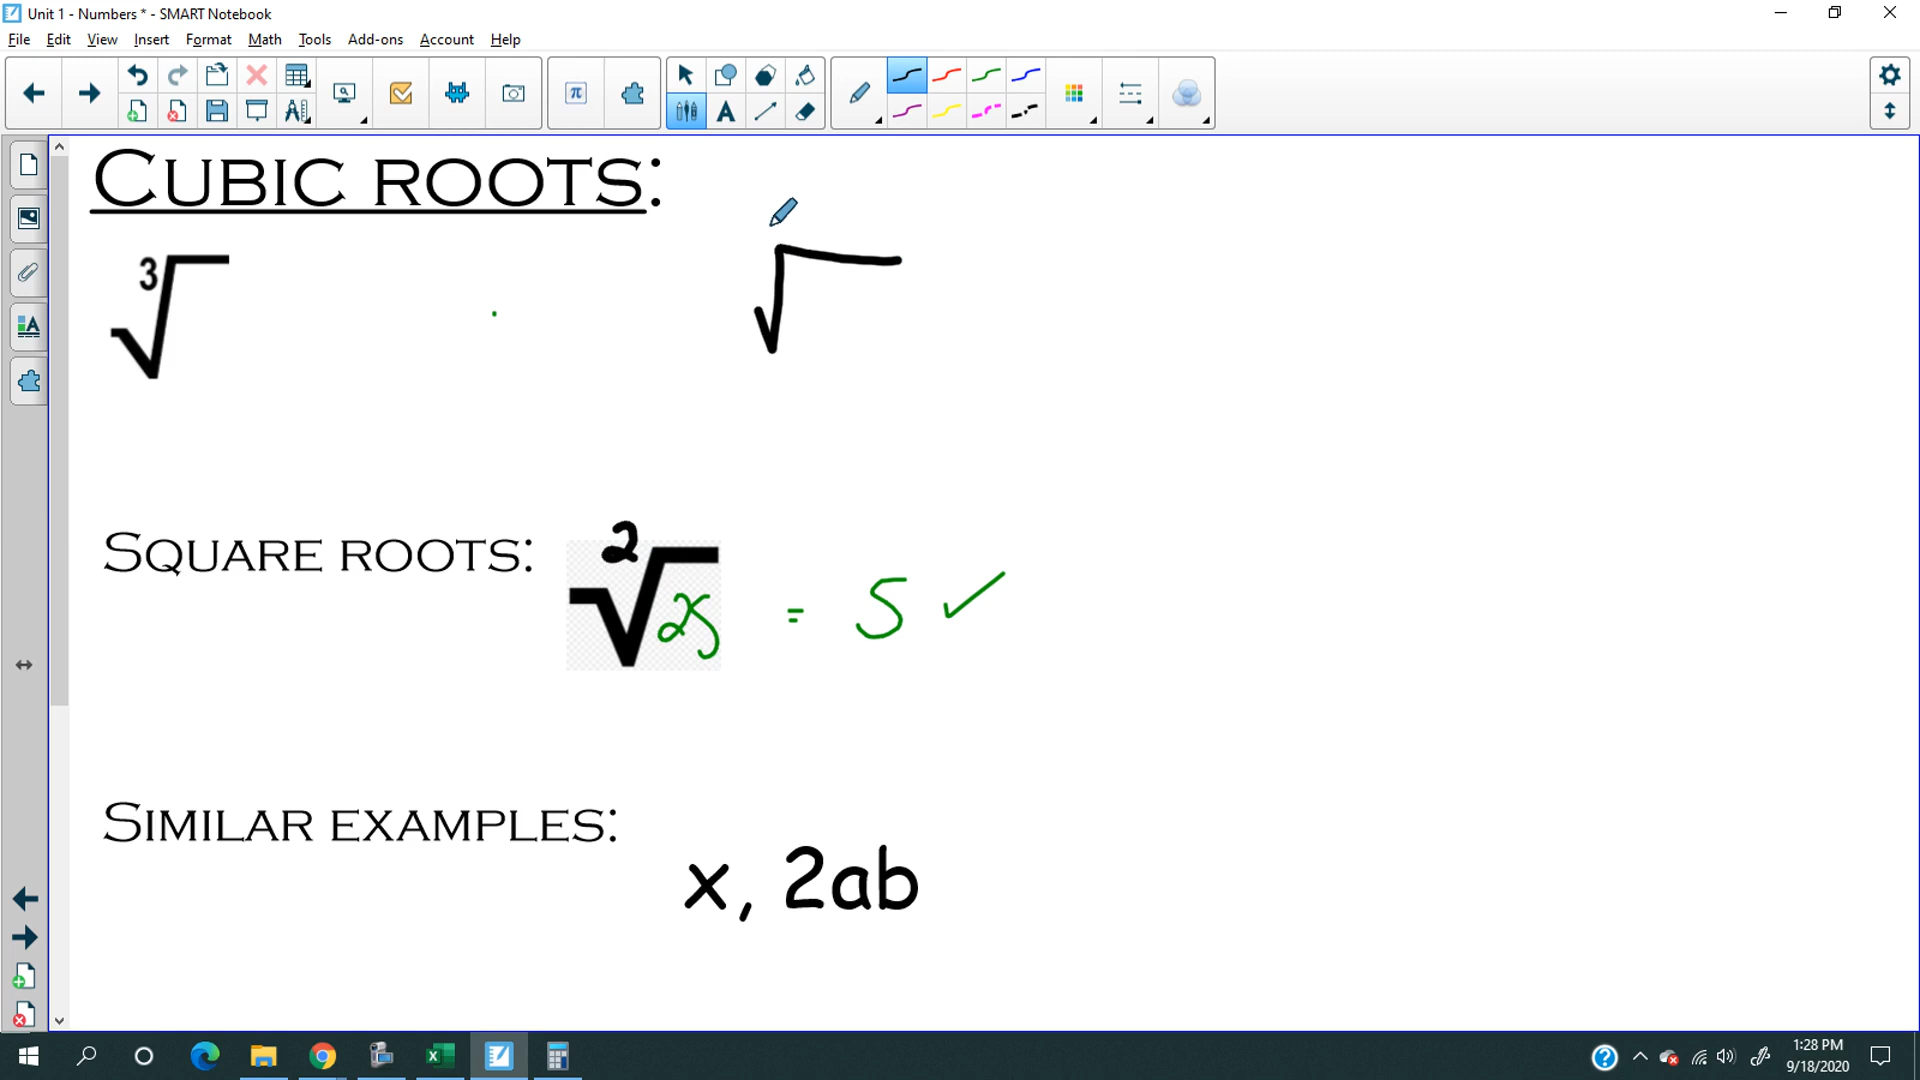 Unit 1 - Numbers * - SMART Notebook
File Edit View Insert Format Math Tools Add-ons Account Help
CUBIC ROOTS:
3√
√
SQUARE ROOTS: 2√25 = 5 ✓
SIMILAR EXAMPLES:
x, 2ab
1:28 PM
9/18/2020